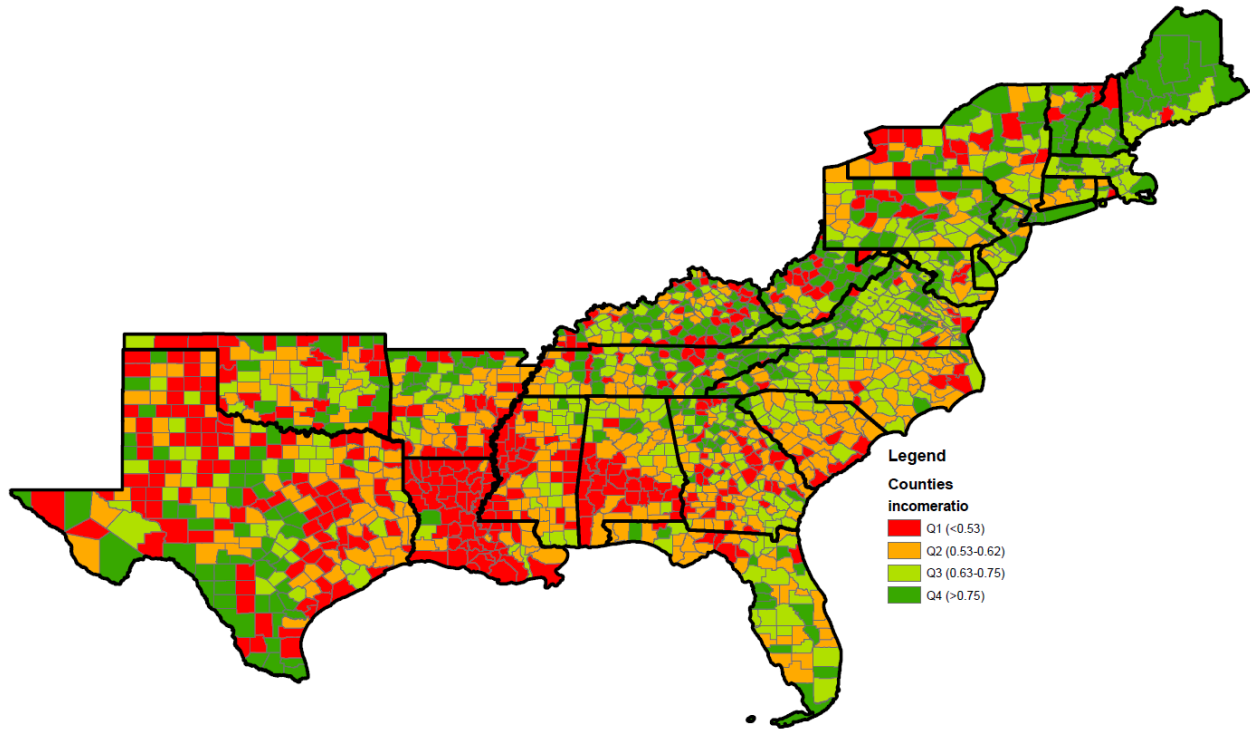 Legend
Counties
incomeratio
Q1 (<0.53)
Q2 (0.53-0.62)
Q3 (0.63-0.75)
Q4 (>0.75)